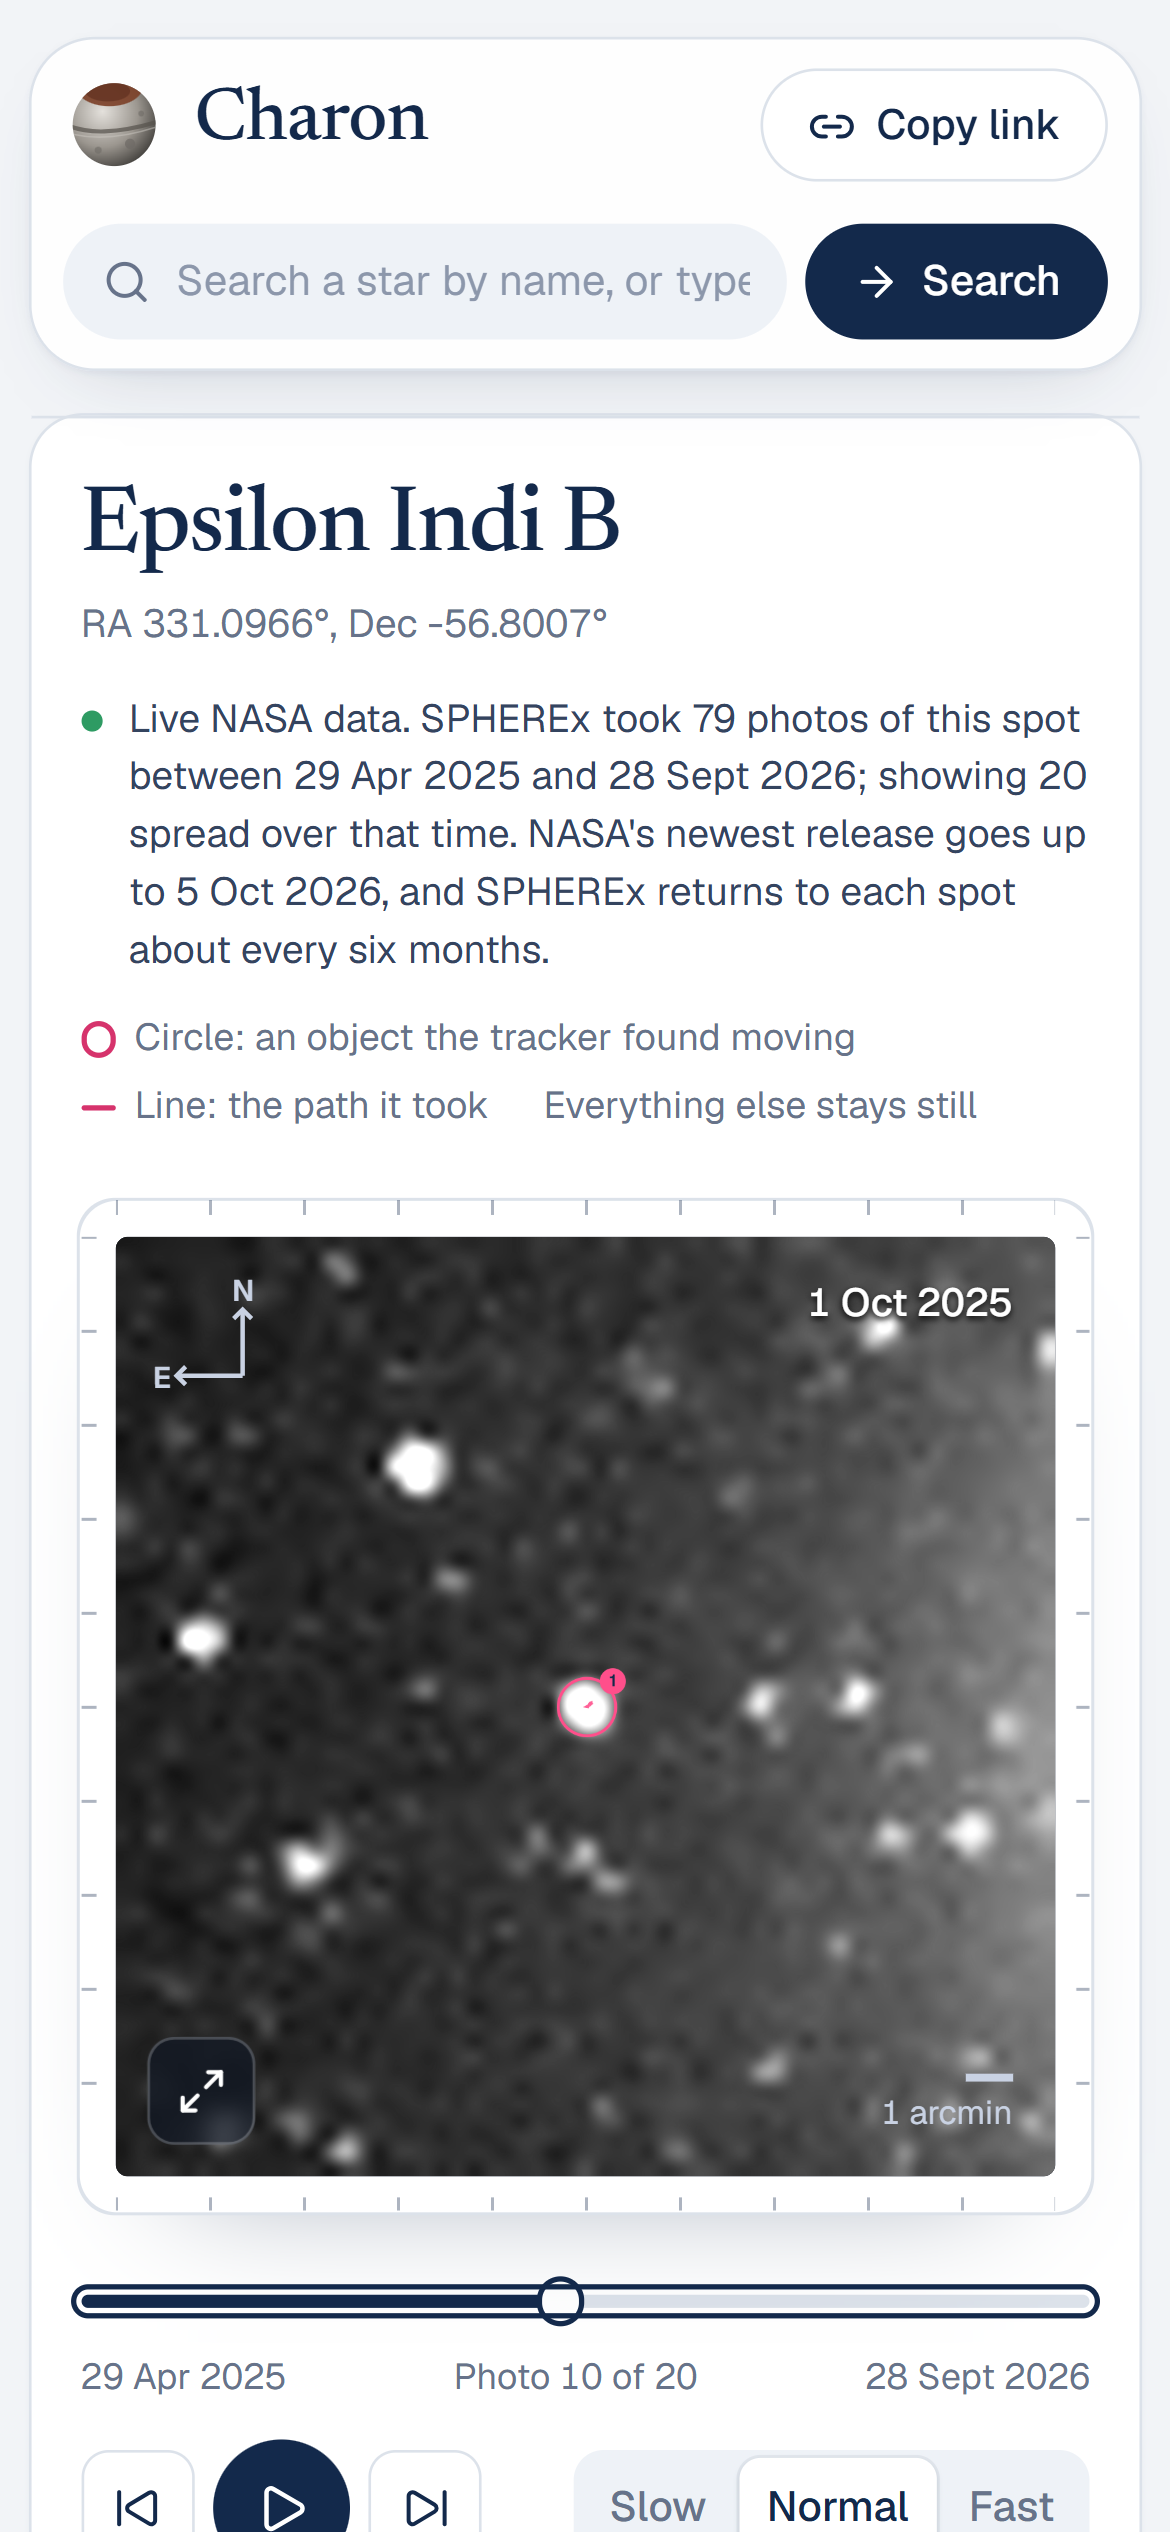 Charon
Copy link
Search a star by name, or type
Search
Epsilon Indi B
RA 331.0966°, Dec -56.8007°
Live NASA data. SPHEREx took 79 photos of this spot
between 29 Apr 2025 and 28 Sept 2026; showing 20
spread over that time. NASA's newest release goes up
to 5 Oct 2026, and SPHEREx returns to each spot
about every six months.
Circle: an object the tracker found moving
Line: the path it took Everything else stays still
N
1 Oct 2025
E
1
1 arcmin
29 Apr 2025 Photo 10 of 20 28 Sept 2026
Slow Normal Fast